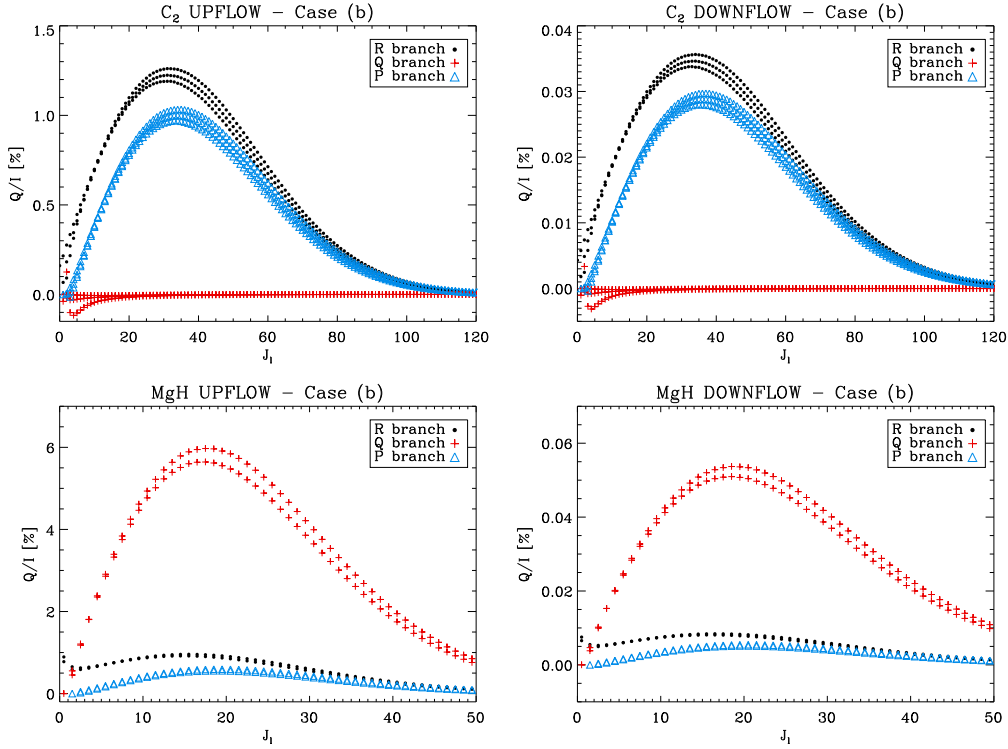 C₂ UPFLOW – Case (b)
1.5
1.0
0.5
0.0
Q/I [%]
R branch
Q branch
P branch
0 20 40 60 80 100 120
J_l
C₂ DOWNFLOW – Case (b)
0.04
0.03
0.02
0.01
0.00
Q/I [%]
R branch
Q branch
P branch
0 20 40 60 80 100 120
J_l
MgH UPFLOW – Case (b)
6
4
2
0
Q/I [%]
R branch
Q branch
P branch
0 10 20 30 40 50
J_l
MgH DOWNFLOW – Case (b)
0.06
0.04
0.02
0.00
Q/I [%]
R branch
Q branch
P branch
0 10 20 30 40 50
J_l